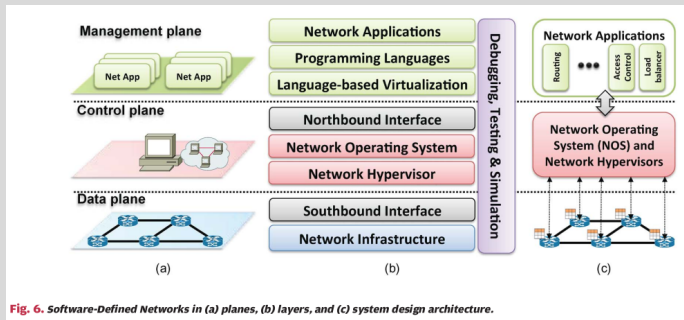 Management plane
Net App
Net App
Control plane
Data plane
(a)
Network Applications
Programming Languages
Language-based Virtualization
Northbound Interface
Network Operating System
Network Hypervisor
Southbound Interface
Network Infrastructure
Debugging, Testing & Simulation
(b)
Network Applications
Routing
•••
Access
Control
Load
balancer
Network Operating
System (NOS) and
Network Hypervisors
(c)
Fig. 6. Software-Defined Networks in (a) planes, (b) layers, and (c) system design architecture.